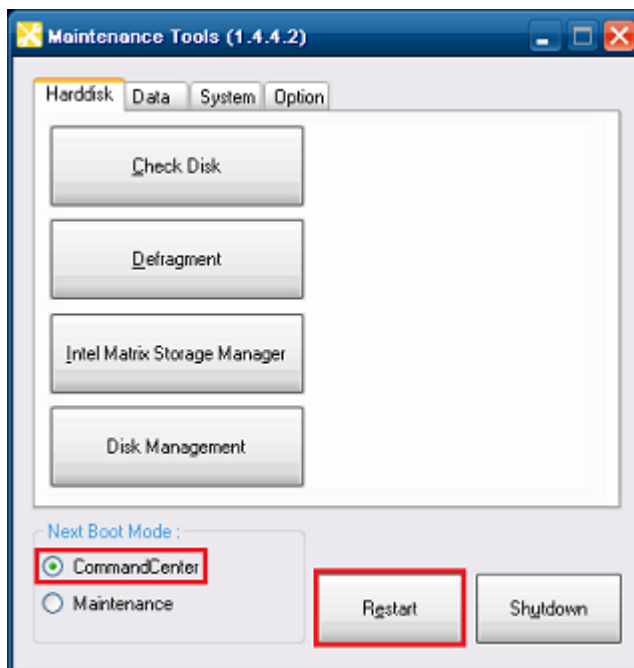 Maintenance Tools (1.4.4.2)
Harddisk Data System Option
Check Disk
Defragment
Intel Matrix Storage Manager
Disk Management
Next Boot Mode :
CommandCenter
Maintenance
Restart
Shutdown